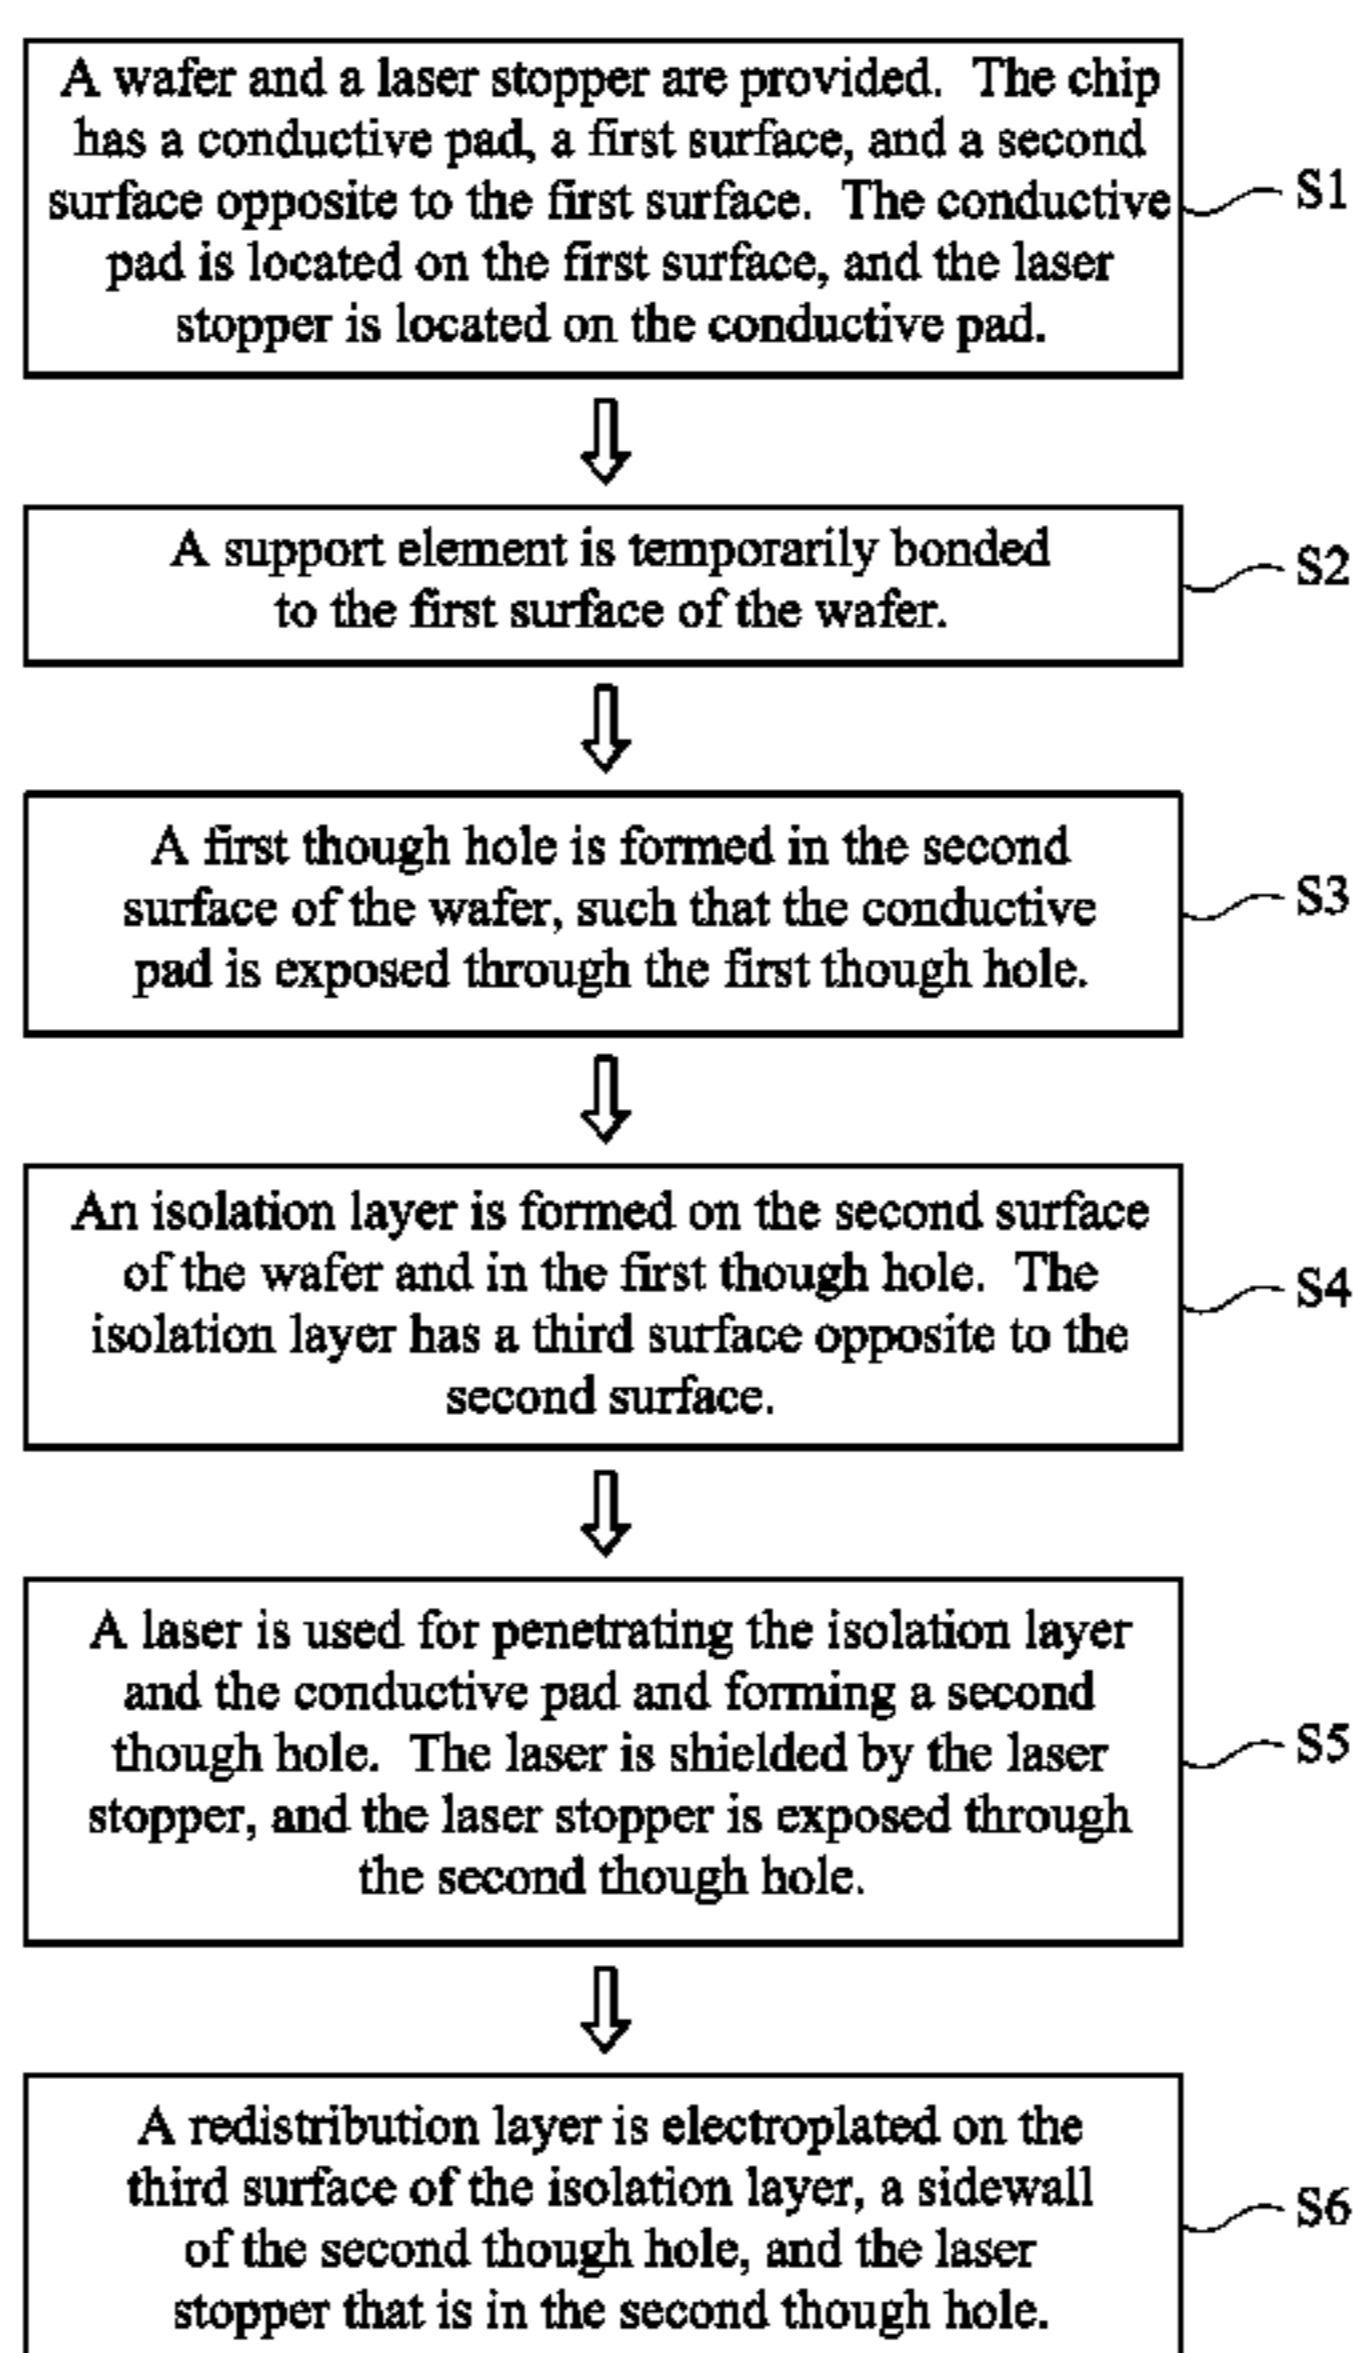 A wafer and a laser stopper are provided. The chip
has a conductive pad, a first surface, and a second
surface opposite to the first surface. The conductive
pad is located on the first surface, and the laser
stopper is located on the conductive pad.
S1
A support element is temporarily bonded
to the first surface of the wafer.
S2
A first though hole is formed in the second
surface of the wafer, such that the conductive
pad is exposed through the first though hole.
S3
An isolation layer is formed on the second surface
of the wafer and in the first though hole. The
isolation layer has a third surface opposite to the
second surface.
S4
A laser is used for penetrating the isolation layer
and the conductive pad and forming a second
though hole. The laser is shielded by the laser
stopper, and the laser stopper is exposed through
the second though hole.
S5
A redistribution layer is electroplated on the
third surface of the isolation layer, a sidewall
of the second though hole, and the laser
stopper that is in the second though hole.
S6